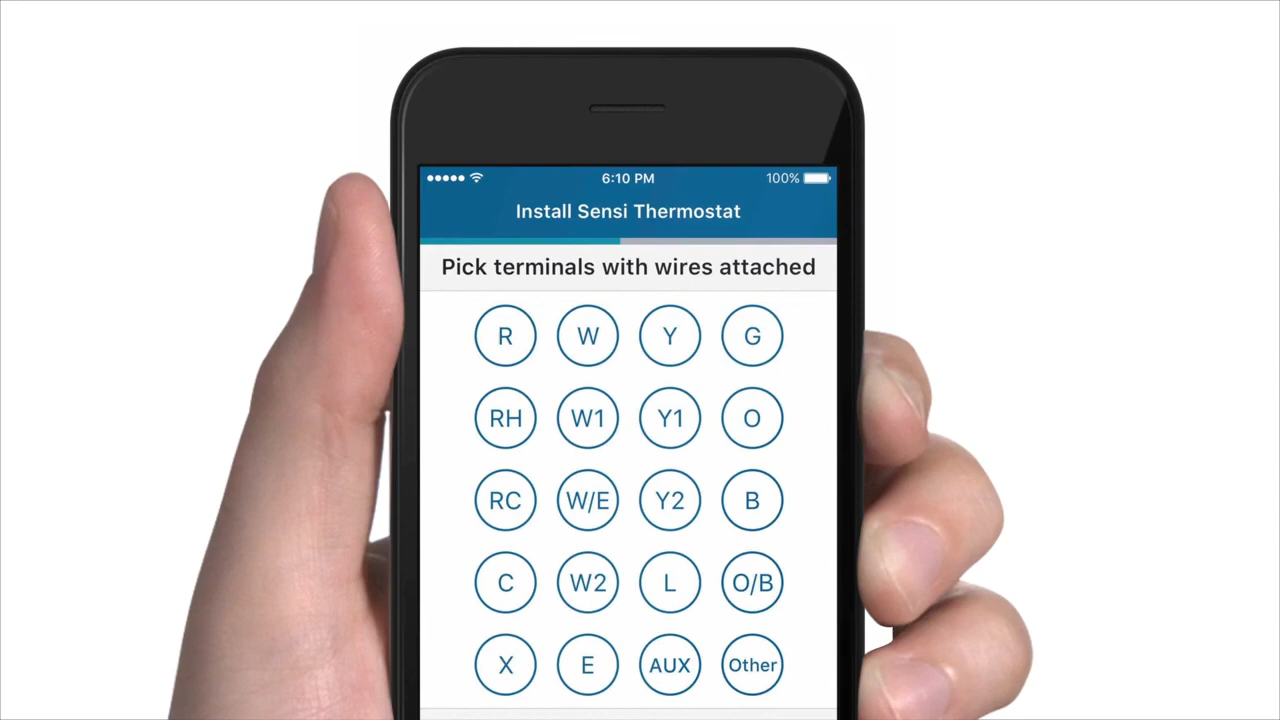 6:10 PM
100%
Install Sensi Thermostat
Pick terminals with wires attached
R W Y G
RH W1 Y1 O
RC W/E Y2 B
C W2 L O/B
X E AUX Other